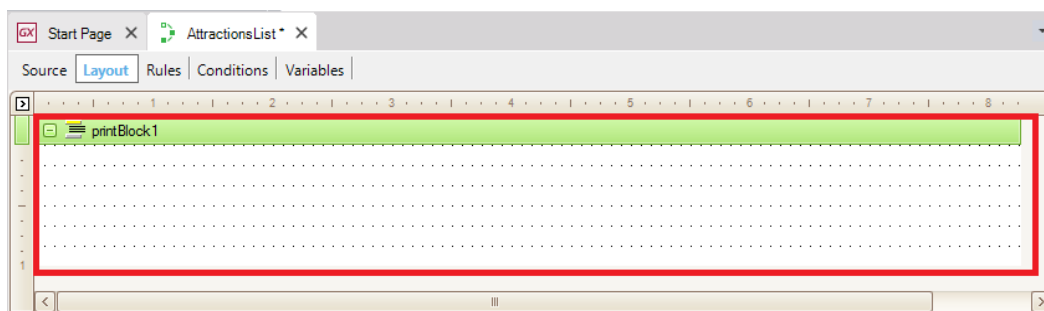 GX Start Page AttractionsList *
Source Layout Rules Conditions Variables
1 2 3 4 5 6 7 8
printBlock1
1